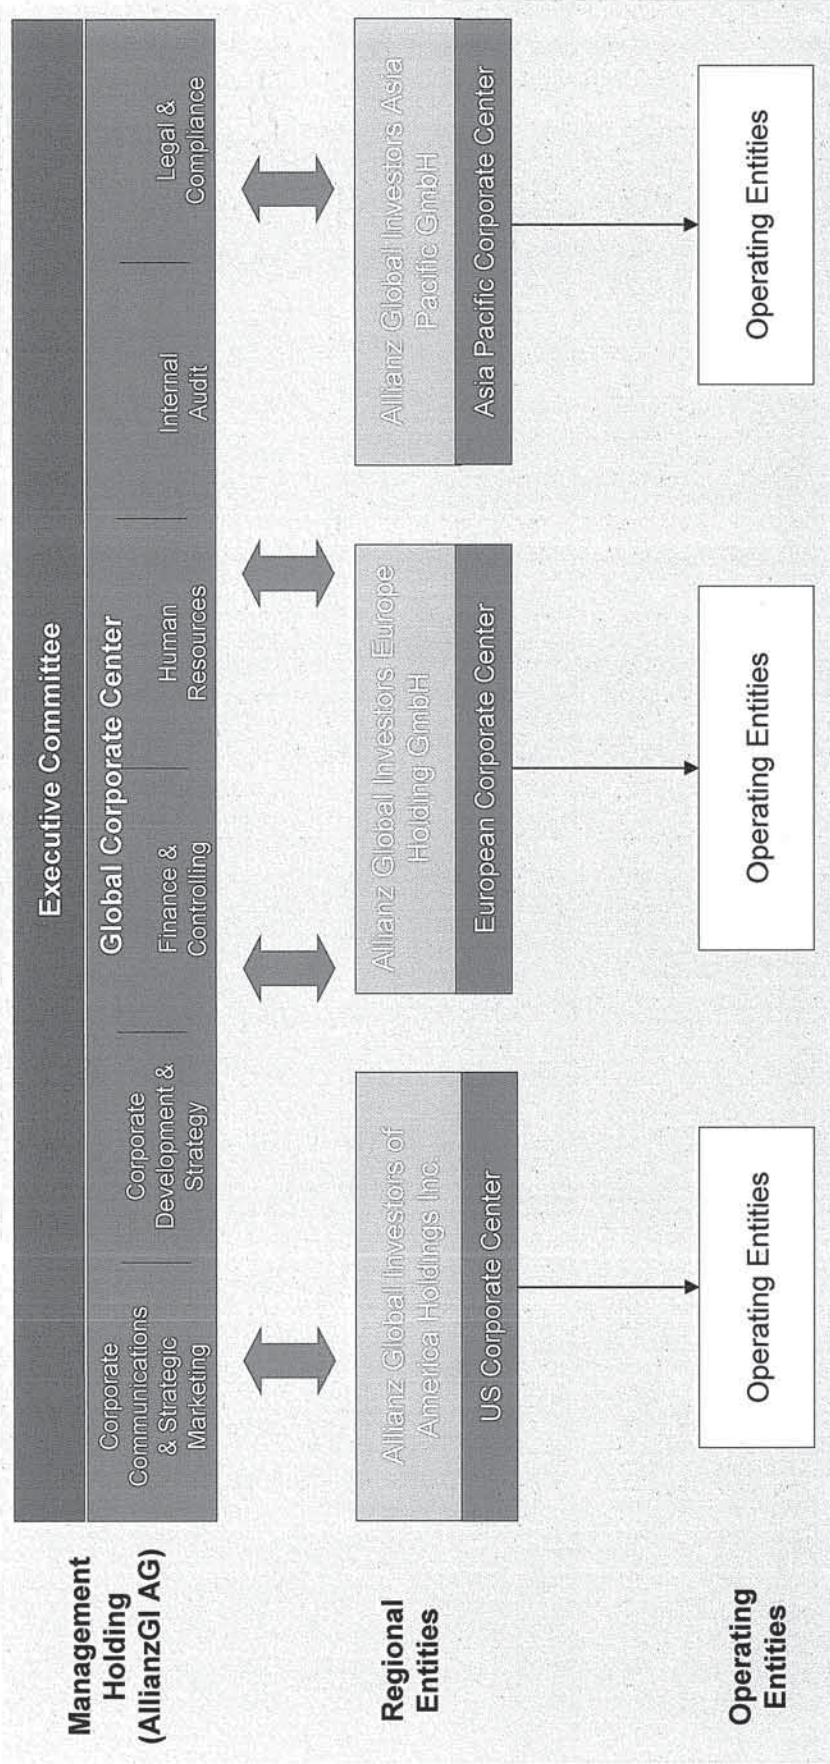 Management
Holding
(AllianzGI AG)
Executive Committee
Global Corporate Center
Corporate
Communications
& Strategic
Marketing
Corporate
Development &
Strategy
Finance &
Controlling
Human
Resources
Internal
Audit
Legal &
Compliance
Regional
Entities
Allianz Global Investors of
America Holdings Inc.
US Corporate Center
Allianz Global Investors Europe
Holding GmbH
European Corporate Center
Allianz Global Investors Asia
Pacific GmbH
Asia Pacific Corporate Center
Operating
Entities
Operating Entities
Operating Entities
Operating Entities